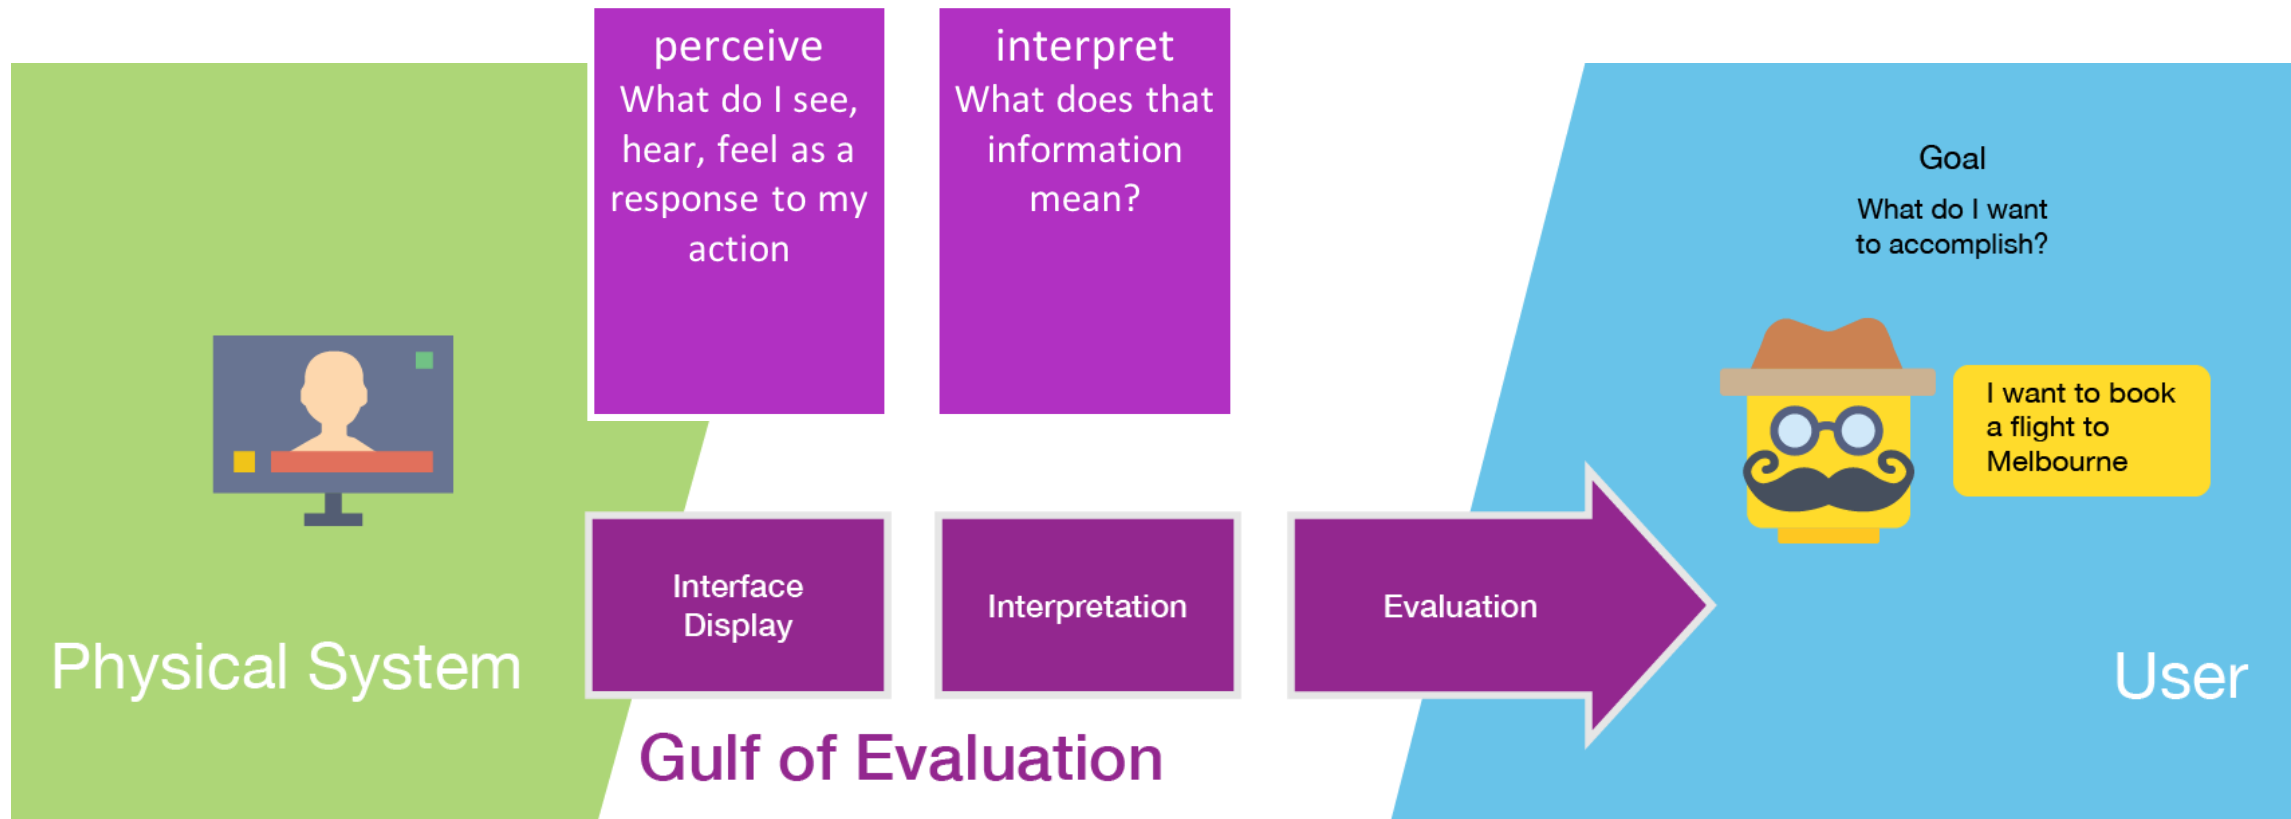 perceive
What do I see,
hear, feel as a
response to my
action
interpret
What does that
information
mean?
Goal
What do I want
to accomplish?
I want to book
a flight to
Melbourne
Physical System
Interface
Display
Interpretation
Evaluation
User
Gulf of Evaluation